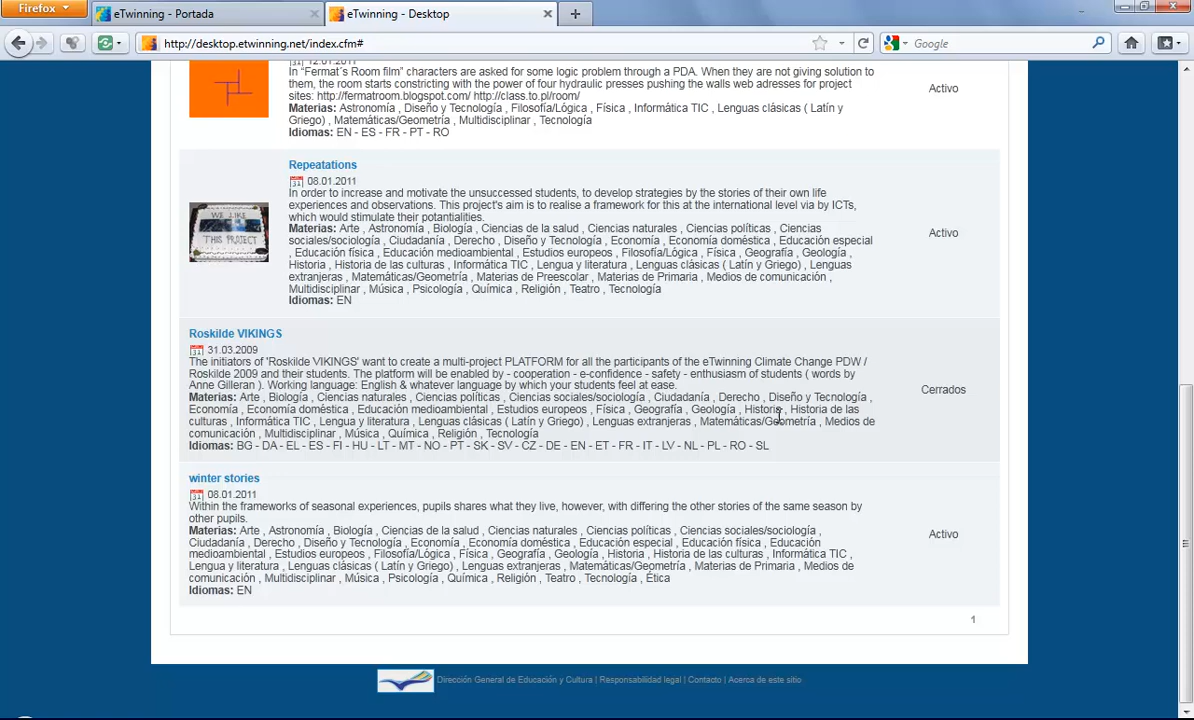 Firefox
eTwinning - Portada
eTwinning - Desktop
http://desktop.etwinning.net/index.cfm#
Google
In “Fermat´s Room film” characters are asked for some logic problem through a PDA. When they are not giving solution to
them, the room starts constricting with the power of four hydraulic presses pushing the walls web adresses for project
sites: http://fermatroom.blogspot.com/ http://class.to.pl/room/
Materias: Astronomía , Diseño y Tecnología , Filosofía/Lógica , Física , Informática TIC , Lenguas clásicas ( Latín y
Griego) , Matemáticas/Geometría , Multidisciplinar , Tecnología
Idiomas: EN - ES - FR - PT - RO
Activo
Repeatations
31 08.01.2011
In order to increase and motivate the unsuccessed students, to develop strategies by the stories of their own life
experiences and observations. This project's aim is to realise a framework for this at the international level via by ICTs,
which would stimulate their potantialities.
Materias: Arte , Astronomía , Biología , Ciencias de la salud , Ciencias naturales , Ciencias políticas , Ciencias
sociales/sociología , Ciudadanía , Derecho , Diseño y Tecnología , Economía , Economía doméstica , Educación especial
, Educación física , Educación medioambiental , Estudios europeos , Filosofía/Lógica , Física , Geografía , Geología ,
Historia , Historia de las culturas , Informática TIC , Lengua y literatura , Lenguas clásicas ( Latín y Griego) , Lenguas
extranjeras , Matemáticas/Geometría , Materias de Preescolar , Materias de Primaria , Medios de comunicación ,
Multidisciplinar , Música , Psicología , Química , Religión , Teatro , Tecnología
Idiomas: EN
WE LIKE
THIS PROJECT
Activo
Roskilde VIKINGS
31 31.03.2009
The initiators of 'Roskilde VIKINGS' want to create a multi-project PLATFORM for all the participants of the eTwinning Climate Change PDW /
Roskilde 2009 and their students. The platform will be enabled by - cooperation - e-confidence - safety - enthusiasm of students ( words by
Anne Gilleran ). Working language: English & whatever language by which your students feel at ease.
Materias: Arte , Biología , Ciencias naturales , Ciencias políticas , Ciencias sociales/sociología , Ciudadanía , Derecho , Diseño y Tecnología ,
Economía , Economía doméstica , Educación medioambiental , Estudios europeos , Física , Geografía , Geología , Historia , Historia de las
culturas , Informática TIC , Lengua y literatura , Lenguas clásicas ( Latín y Griego) , Lenguas extranjeras , Matemáticas/Geometría , Medios de
comunicación , Multidisciplinar , Música , Química , Religión , Tecnología
Idiomas: BG - DA - EL - ES - FI - HU - LT - MT - NO - PT - SK - SV - CZ - DE - EN - ET - FR - IT - LV - NL - PL - RO - SL
Cerrados
winter stories
31 08.01.2011
Within the frameworks of seasonal experiences, pupils shares what they live, however, with differing the other stories of the same season by
other pupils.
Materias: Arte , Astronomía , Biología , Ciencias de la salud , Ciencias naturales , Ciencias políticas , Ciencias sociales/sociología ,
Ciudadanía , Derecho , Diseño y Tecnología , Economía , Economía doméstica , Educación especial , Educación física , Educación
medioambiental , Estudios europeos , Filosofía/Lógica , Física , Geografía , Geología , Historia , Historia de las culturas , Informática TIC ,
Lengua y literatura , Lenguas clásicas ( Latín y Griego) , Lenguas extranjeras , Matemáticas/Geometría , Materias de Primaria , Medios de
comunicación , Multidisciplinar , Música , Psicología , Química , Religión , Teatro , Tecnología , Ética
Idiomas: EN
Activo
1
Dirección General de Educación y Cultura | Responsabilidad legal | Contacto | Acerca de este sitio